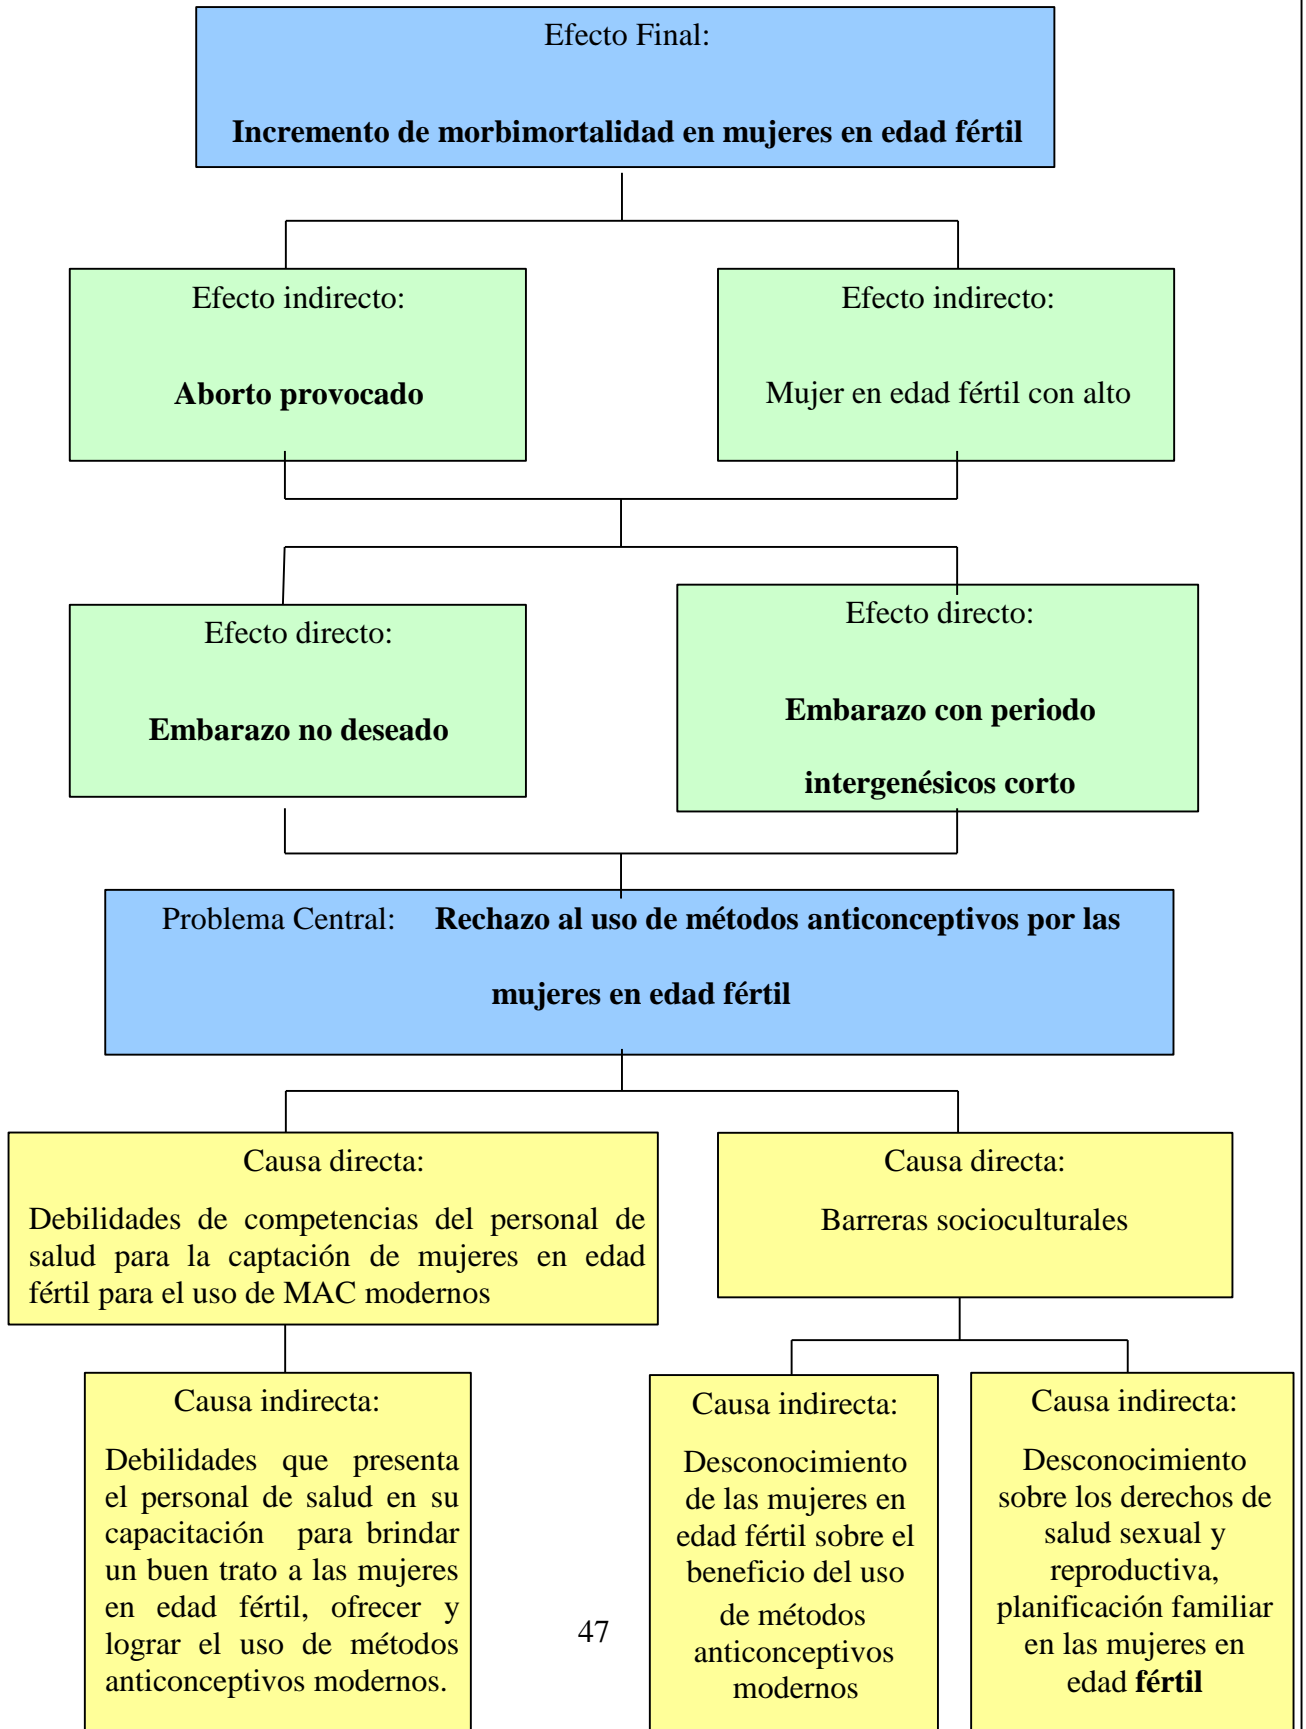 Efecto Final:
Incremento de morbimortalidad en mujeres en edad fértil
Efecto indirecto:
Aborto provocado
Efecto indirecto:
Mujer en edad fértil con alto
Efecto directo:
Embarazo no deseado
Efecto directo:
Embarazo con periodo
intergenésicos corto
Problema Central: Rechazo al uso de métodos anticonceptivos por las
mujeres en edad fértil
Causa directa:
Debilidades de competencias del personal de
salud para la captación de mujeres en edad
fértil para el uso de MAC modernos
Causa directa:
Barreras socioculturales
Causa indirecta:
Debilidades que presenta
el personal de salud en su
capacitación para brindar
un buen trato a las mujeres
en edad fértil, ofrecer y
lograr el uso de métodos
anticonceptivos modernos.
Causa indirecta:
Desconocimiento
de las mujeres en
edad fértil sobre el
beneficio del uso
de métodos
anticonceptivos
modernos
Causa indirecta:
Desconocimiento
sobre los derechos de
salud sexual y
reproductiva,
planificación familiar
en las mujeres en
edad fértil
47